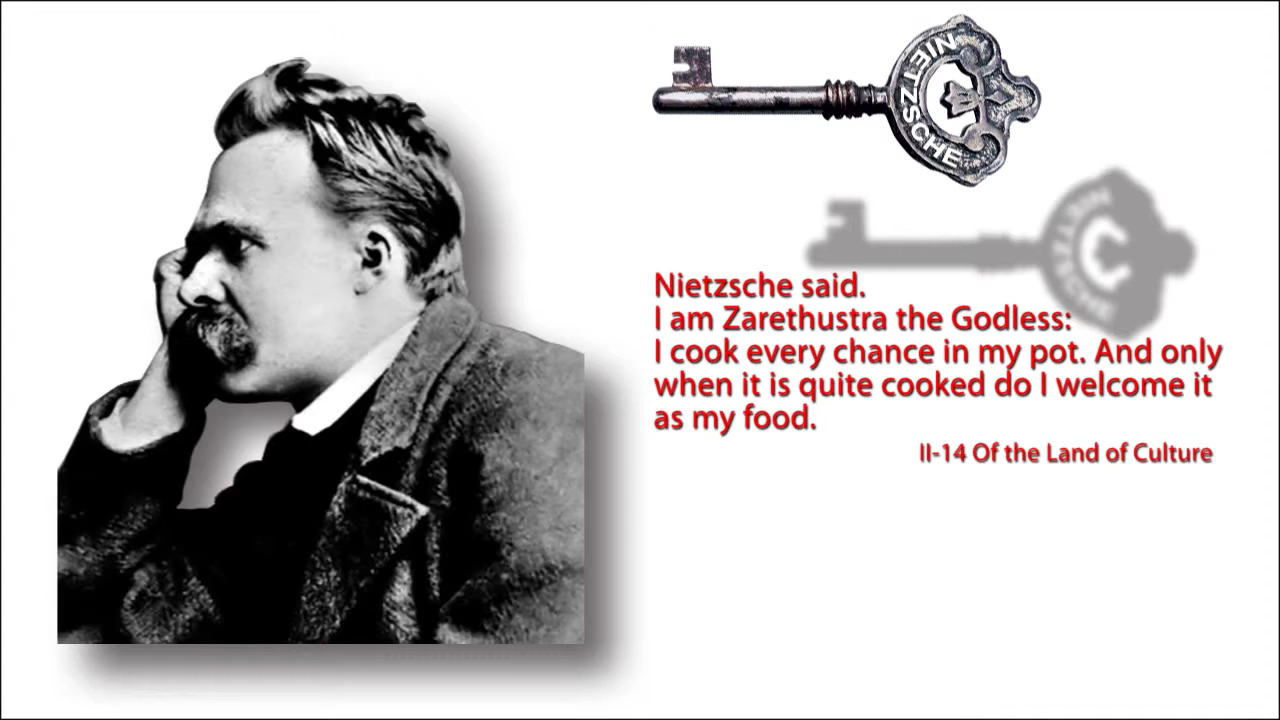 NIETZSCHE
NIETZSCHE
Nietzsche said.
I am Zarethustra the Godless:
I cook every chance in my pot. And only
when it is quite cooked do I welcome it
as my food.
II-14 Of the Land of Culture